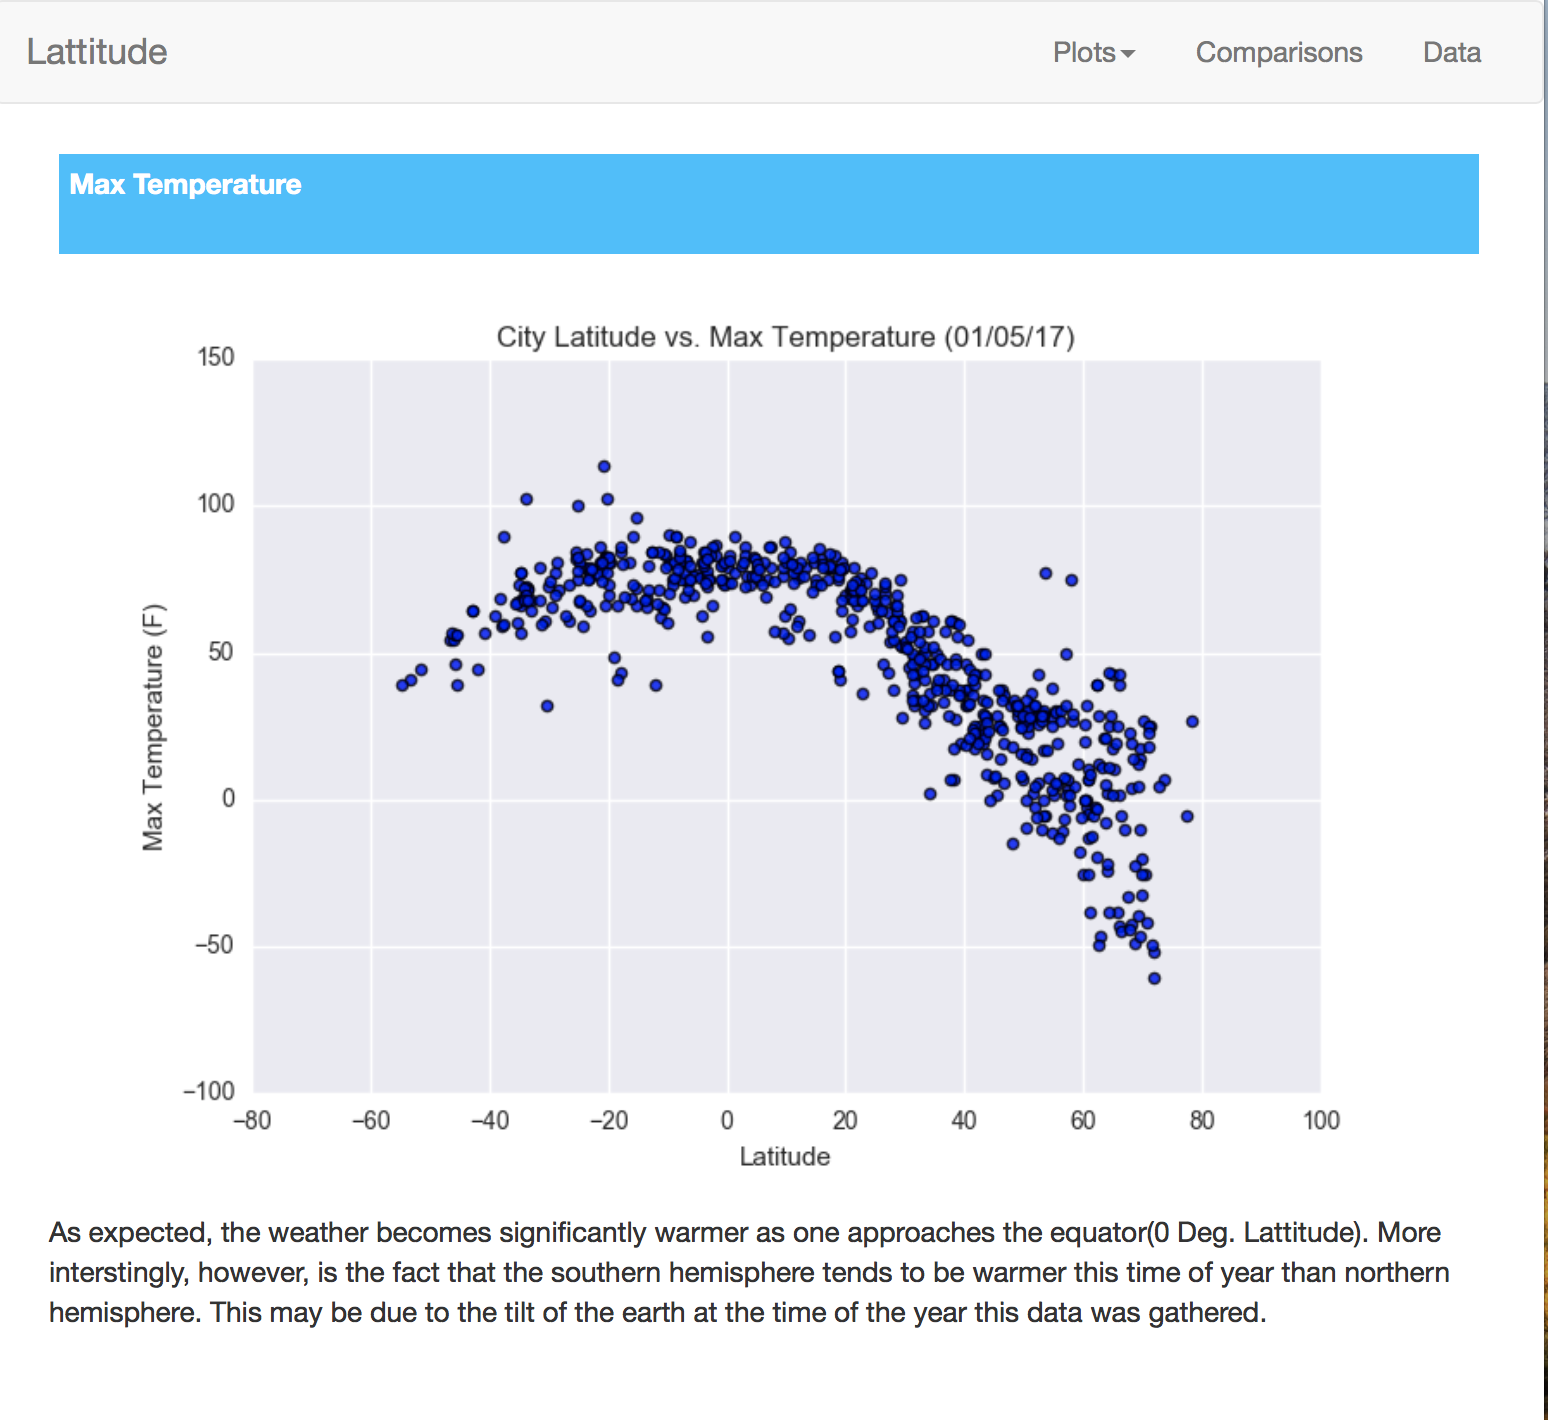 Lattitude
Plots Comparisons Data
Max Temperature
City Latitude vs. Max Temperature (01/05/17)
150
100
50
0
−50
−100
Max Temperature (F)
−80 −60 −40 −20 0 20 40 60 80 100
Latitude
As expected, the weather becomes significantly warmer as one approaches the equator(0 Deg. Lattitude). More
interstingly, however, is the fact that the southern hemisphere tends to be warmer this time of year than northern
hemisphere. This may be due to the tilt of the earth at the time of the year this data was gathered.